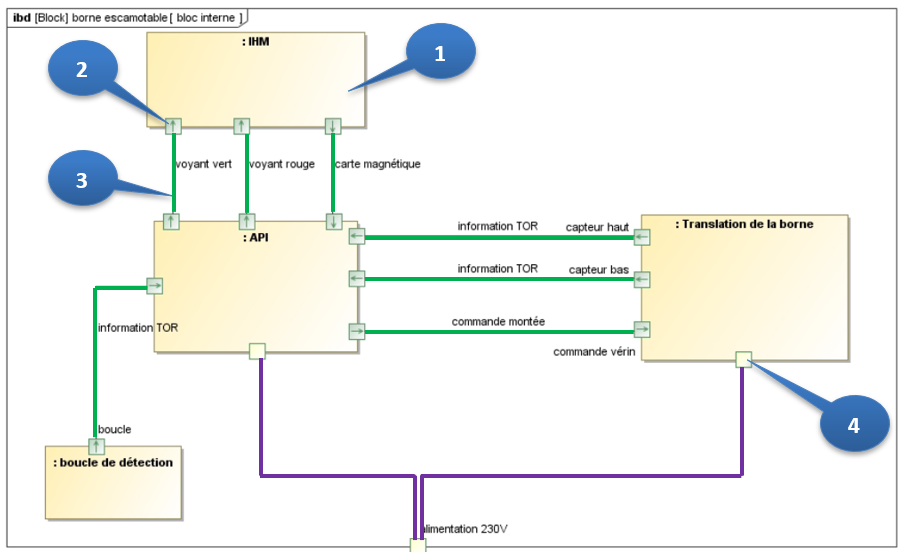 ibd [Block] borne escamotable[ bloc interne ]
: IHM
1
2
voyant vert
voyant rouge
carte magnétique
3
: API
information TOR
capteur haut
: Translation de la borne
information TOR
capteur bas
commande montée
information TOR
commande vérin
4
boucle
: boucle de détection
alimentation 230V